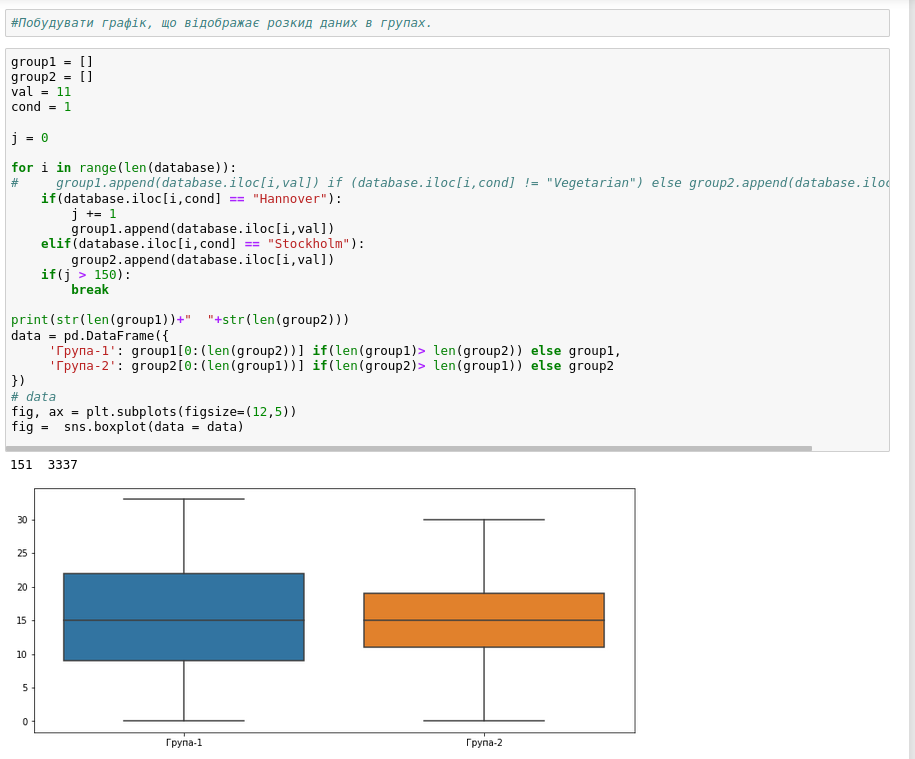 #Побудувати графік, що відображає розкид даних в групах.
group1 = []
group2 = []
val = 11
cond = 1

j = 0

for i in range(len(database)):
#     group1.append(database.iloc[i,val]) if (database.iloc[i,cond] != "Vegetarian") else group2.append(database.iloc
    if(database.iloc[i,cond] == "Hannover"):
        j += 1
        group1.append(database.iloc[i,val])
    elif(database.iloc[i,cond] == "Stockholm"):
        group2.append(database.iloc[i,val])
    if(j > 150):
        break

print(str(len(group1))+"  "+str(len(group2)))
data = pd.DataFrame({
     'Група-1': group1[0:(len(group2))] if(len(group1)> len(group2)) else group1,
     'Група-2': group2[0:(len(group1))] if(len(group2)> len(group1)) else group2
})
# data
fig, ax = plt.subplots(figsize=(12,5))
fig =  sns.boxplot(data = data)
151  3337
30
25
20
15
10
5
0
Група-1
Група-2